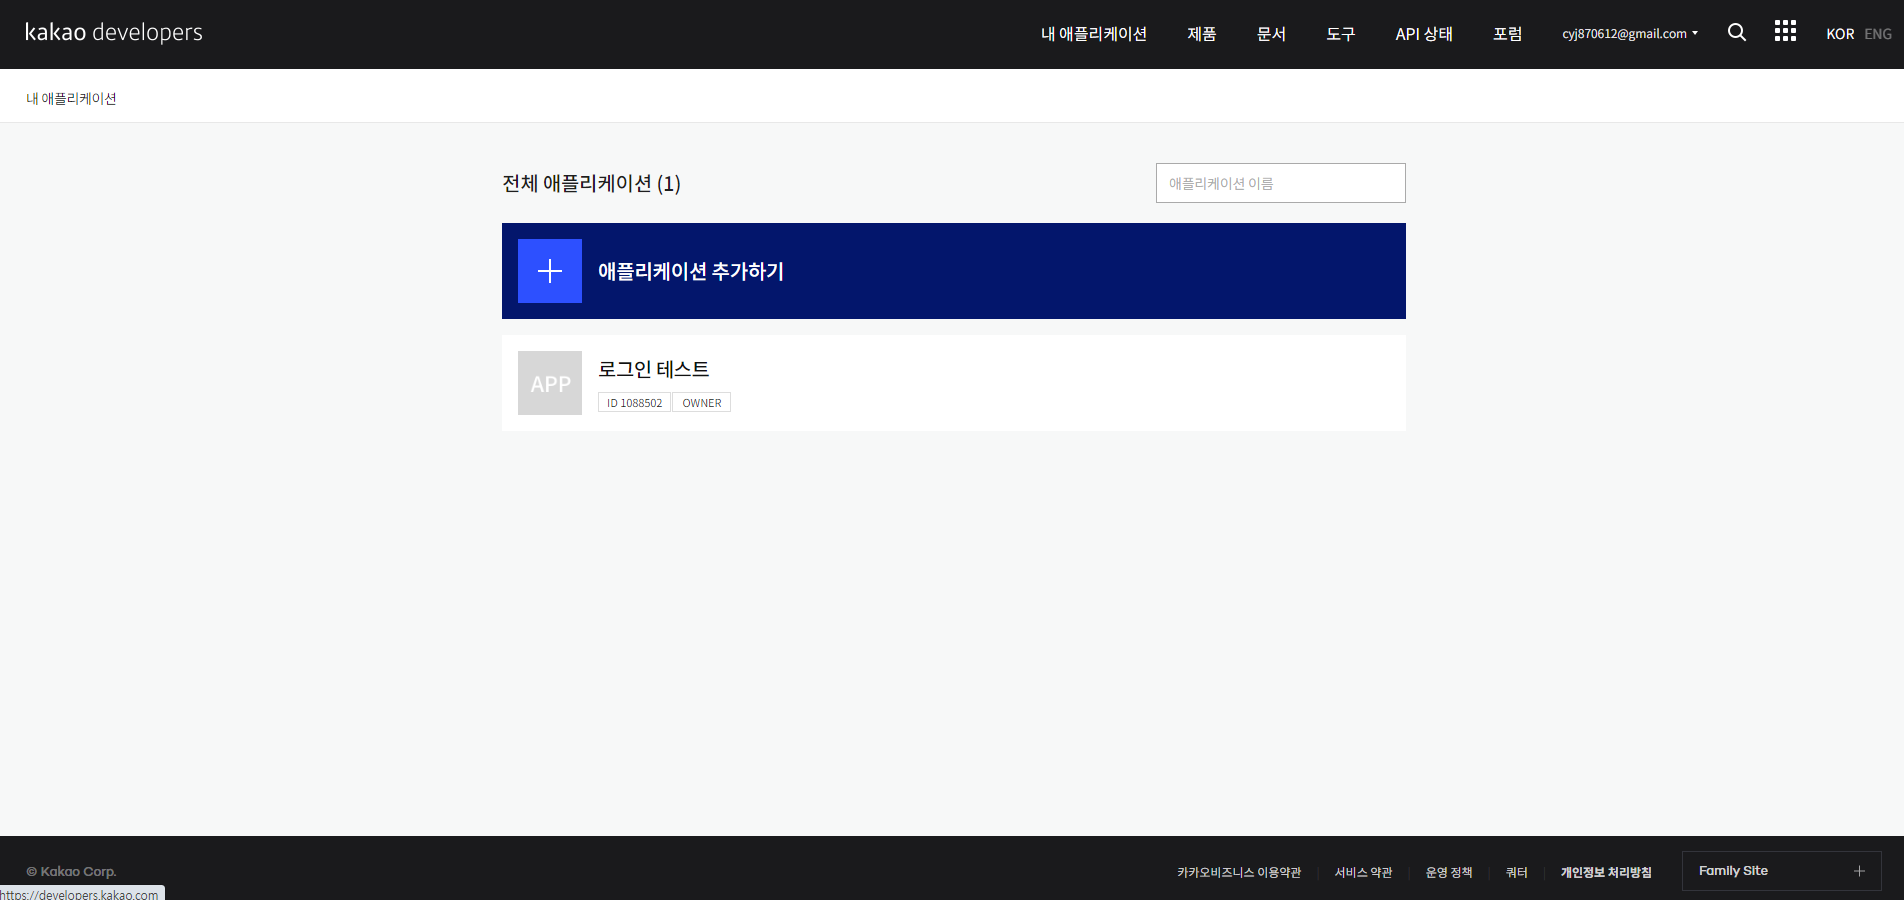 kakao developers
내 애플리케이션 제품 문서 도구 API 상태 포럼 cyj870612@gmail.com KOR ENG
내 애플리케이션
전체 애플리케이션 (1)
애플리케이션 이름
애플리케이션 추가하기
APP
로그인 테스트
ID 1088502 OWNER
© Kakao Corp.
카카오비즈니스 이용약관 서비스 약관 운영 정책 쿼터 개인정보 처리방침 Family Site
https://developers.kakao.com